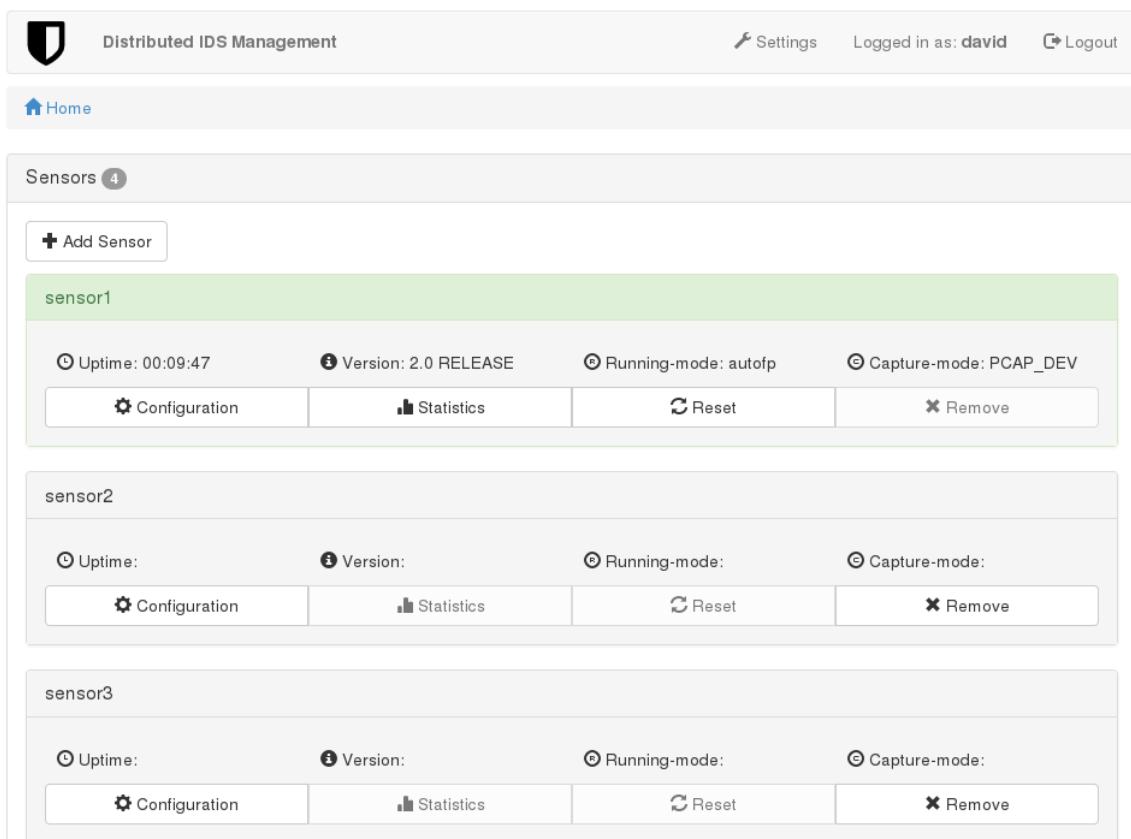 Distributed IDS Management Settings Logged in as: david Logout
Home
Sensors 4
Add Sensor
sensor1
Uptime: 00:09:47 Version: 2.0 RELEASE Running-mode: autofp Capture-mode: PCAP_DEV
Configuration Statistics Reset Remove
sensor2
Uptime: Version: Running-mode: Capture-mode:
Configuration Statistics Reset Remove
sensor3
Uptime: Version: Running-mode: Capture-mode:
Configuration Statistics Reset Remove